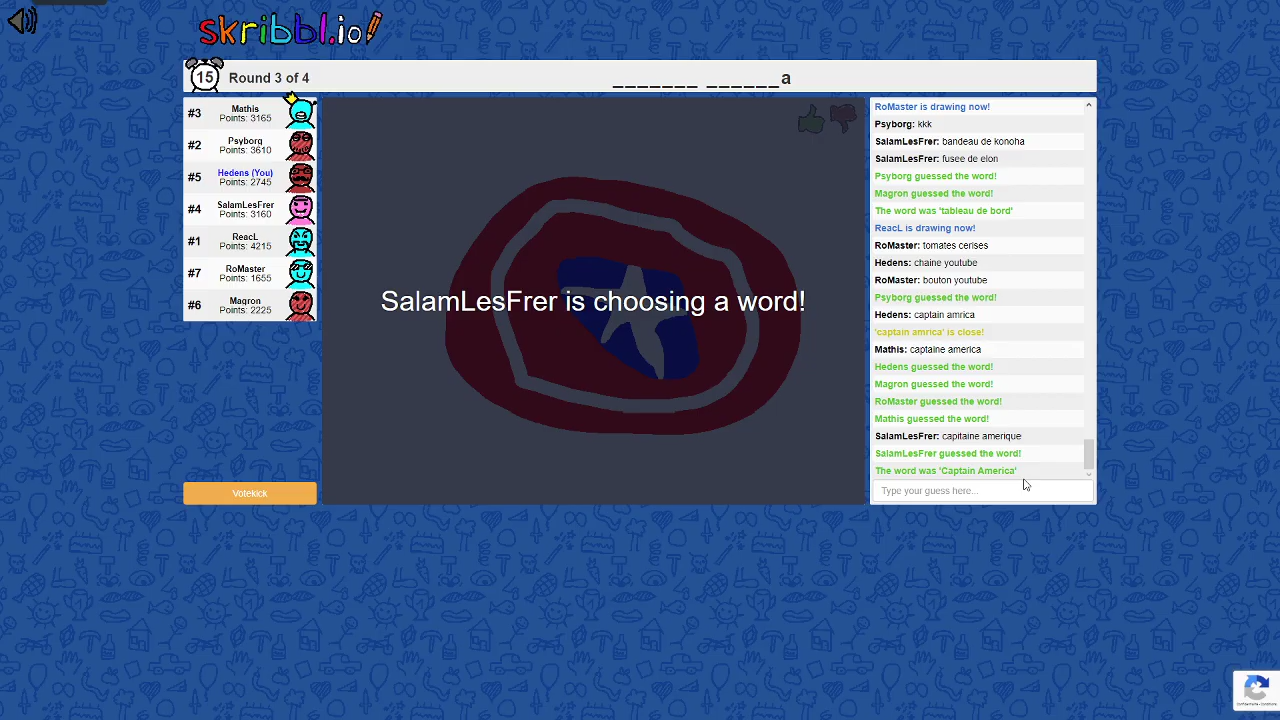 skribbl.io
15
Round 3 of 4
_______ ______a
#3
Mathis
Points: 3165
#2
Psyborg
Points: 3610
#5
Hedens (You)
Points: 2745
#4
SalamLesFrer
Points: 3160
#1
ReacL
Points: 4215
#7
RoMaster
Points: 1655
#6
Magron
Points: 2225
Votekick
SalamLesFrer is choosing a word!
RoMaster is drawing now!
Psyborg: kkk
SalamLesFrer: bandeau de konoha
SalamLesFrer: fusee de elon
Psyborg guessed the word!
Magron guessed the word!
The word was 'tableau de bord'
ReacL is drawing now!
RoMaster: tomates cerises
Hedens: chaine youtube
RoMaster: bouton youtube
Psyborg guessed the word!
Hedens: captain amrica
'captain amrica' is close!
Mathis: captaine america
Hedens guessed the word!
Magron guessed the word!
RoMaster guessed the word!
Mathis guessed the word!
SalamLesFrer: capitaine amerique
SalamLesFrer guessed the word!
The word was 'Captain America'
Type your guess here...